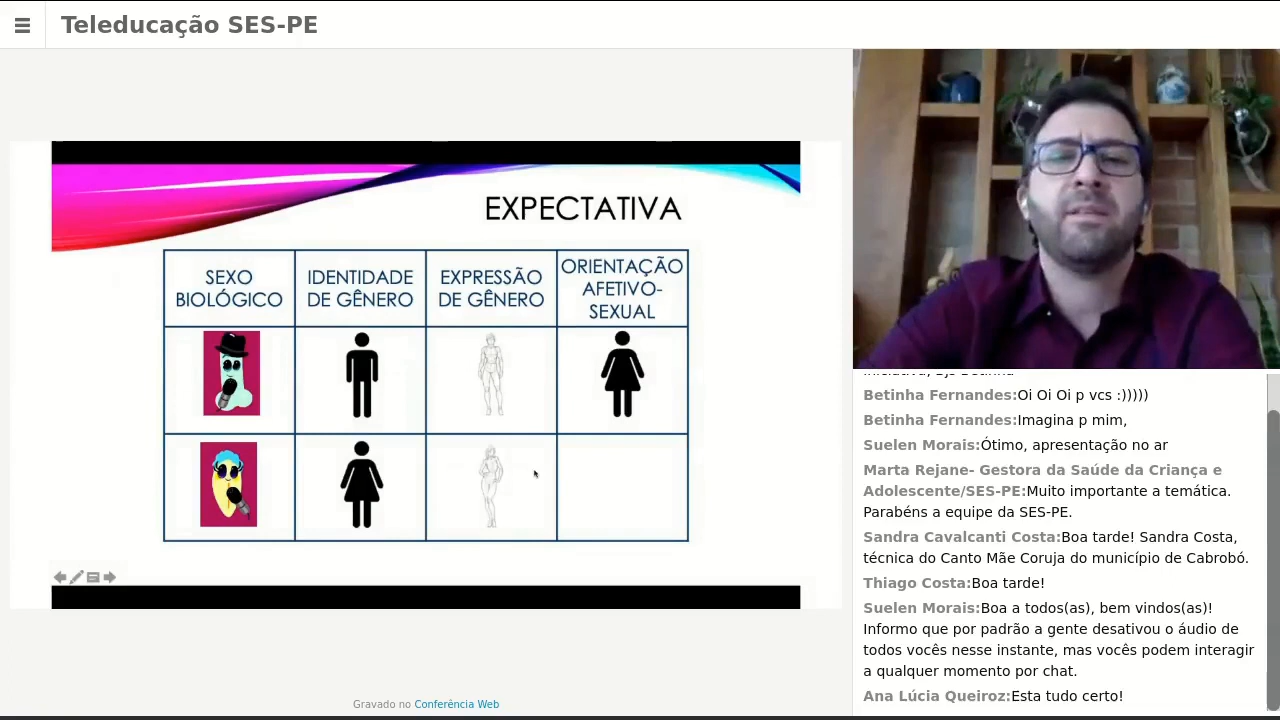 Teleducação SES-PE
EXPECTATIVA
SEXO
BIOLÓGICO
IDENTIDADE
DE GÊNERO
EXPRESSÃO
DE GÊNERO
ORIENTAÇÃO
AFETIVO-
SEXUAL
Gravado no Conferência Web
Betinha Fernandes:Oi Oi Oi p vcs :)))))
Betinha Fernandes:Imagina p mim,
Suelen Morais:Ótimo, apresentação no ar
Marta Rejane- Gestora da Saúde da Criança e
Adolescente/SES-PE:Muito importante a temática.
Parabéns a equipe da SES-PE.
Sandra Cavalcanti Costa:Boa tarde! Sandra Costa,
técnica do Canto Mãe Coruja do município de Cabrobó.
Thiago Costa:Boa tarde!
Suelen Morais:Boa a todos(as), bem vindos(as)!
Informo que por padrão a gente desativou o áudio de
todos vocês nesse instante, mas vocês podem interagir
a qualquer momento por chat.
Ana Lúcia Queiroz:Esta tudo certo!